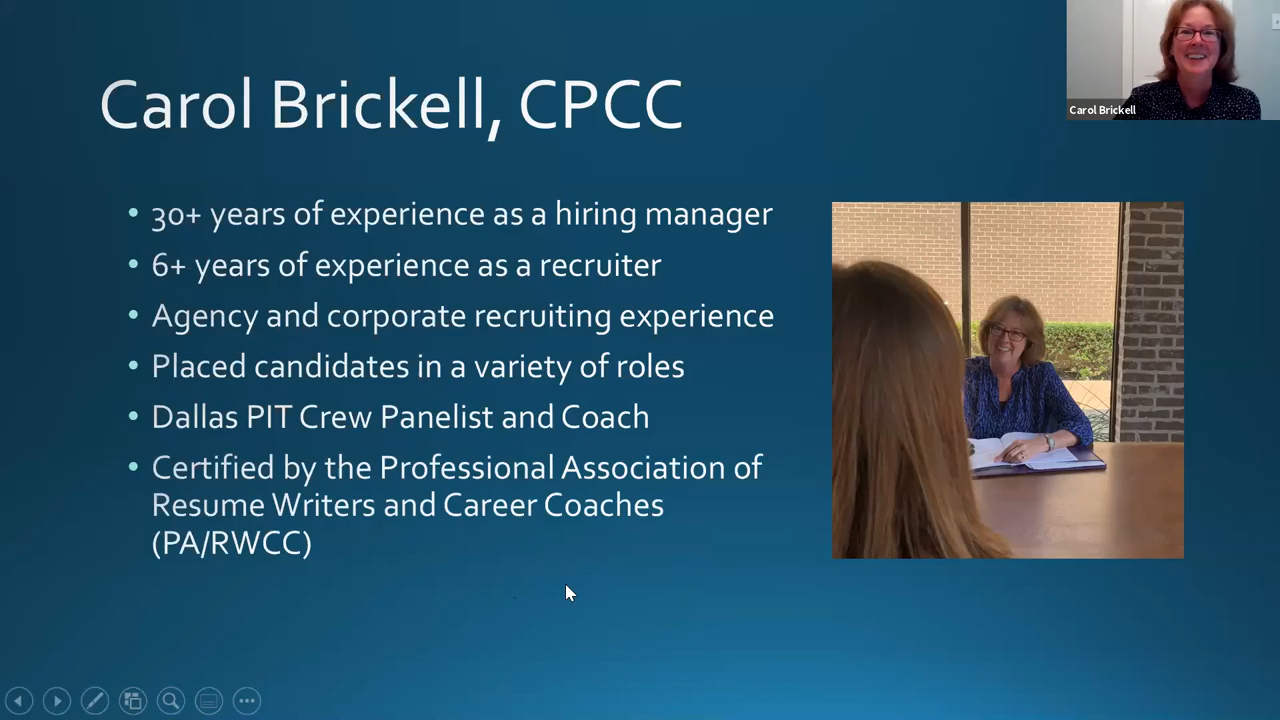 Carol Brickell, CPCC
Carol Brickell
• 30+ years of experience as a hiring manager
• 6+ years of experience as a recruiter
• Agency and corporate recruiting experience
• Placed candidates in a variety of roles
• Dallas PIT Crew Panelist and Coach
• Certified by the Professional Association of
Resume Writers and Career Coaches
(PA/RWCC)